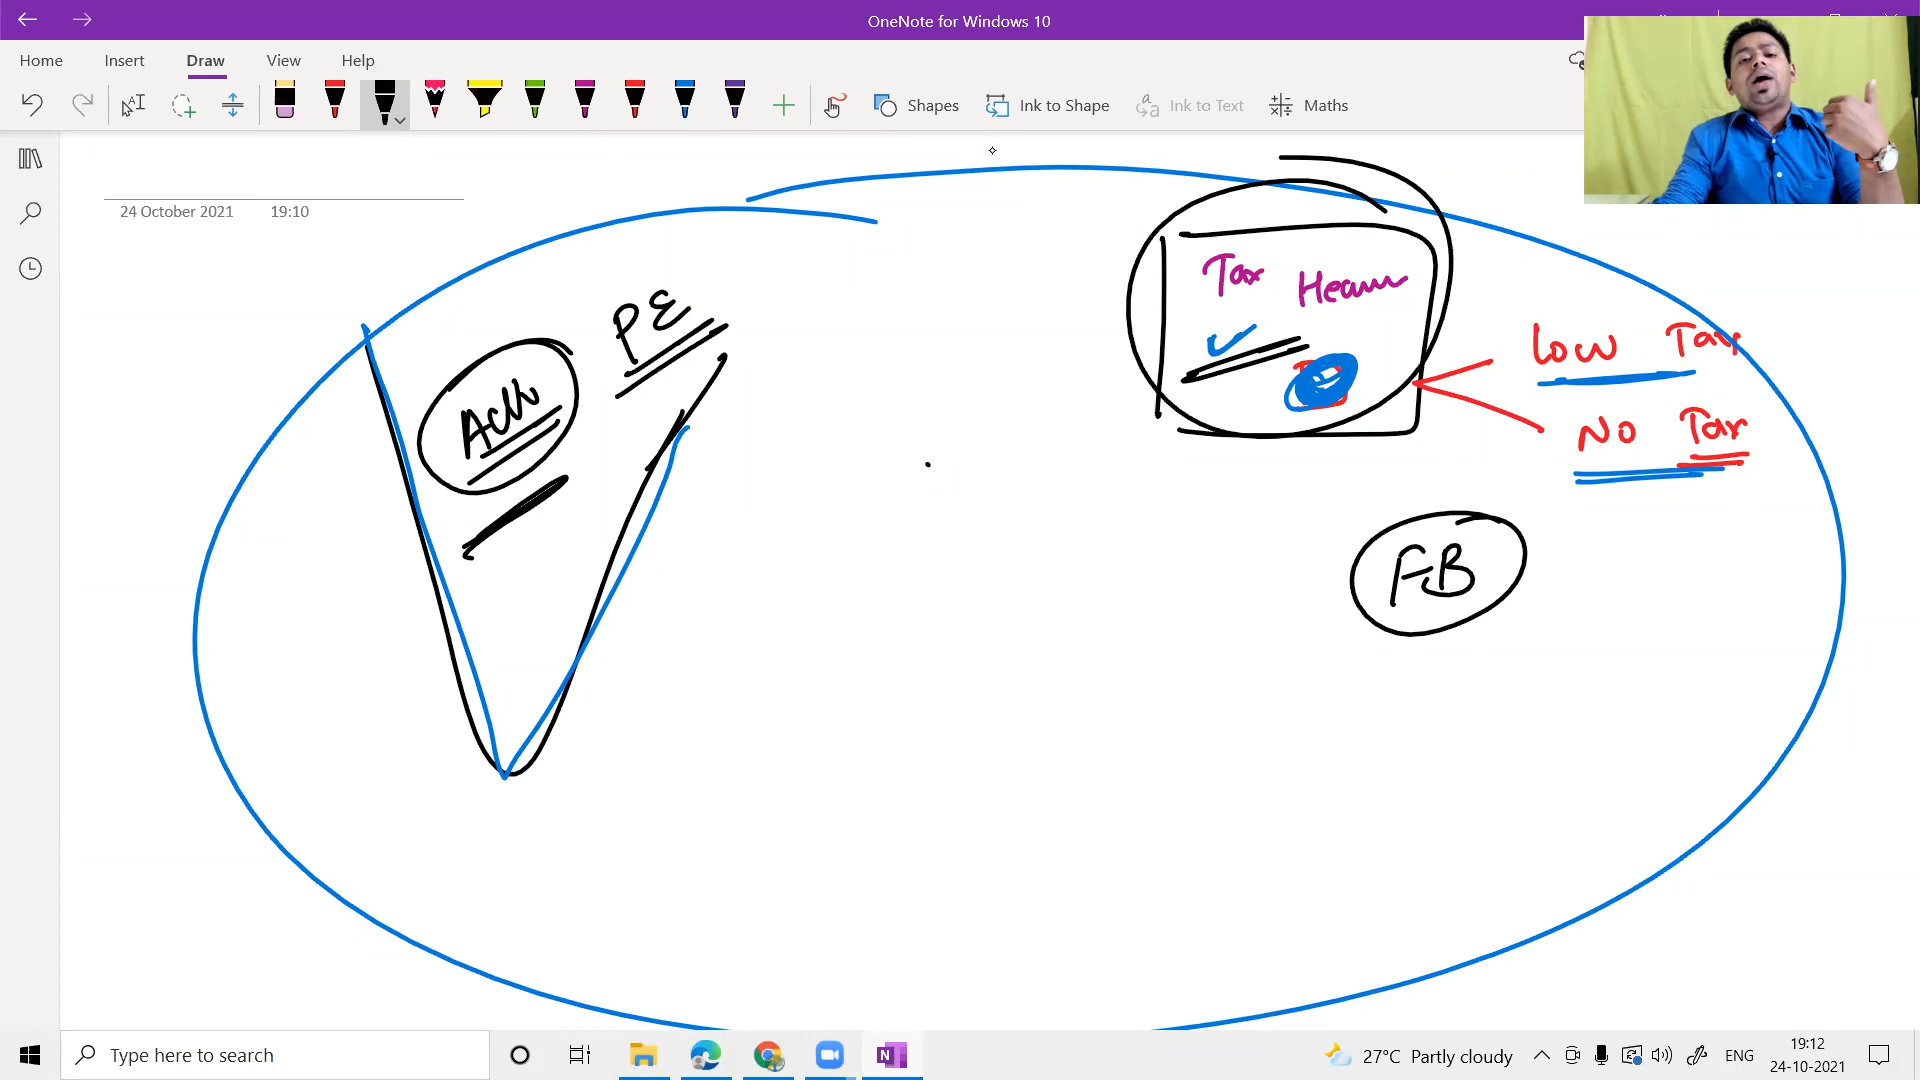 OneNote for Windows 10
Home Insert Draw View Help
Shapes Ink to Shape Ink to Text Maths
24 October 2021 19:10
PE
Tax Heaven
Low Tax
No Tax
FB
Type here to search
27°C Partly cloudy ENG 19:12
24-10-2021